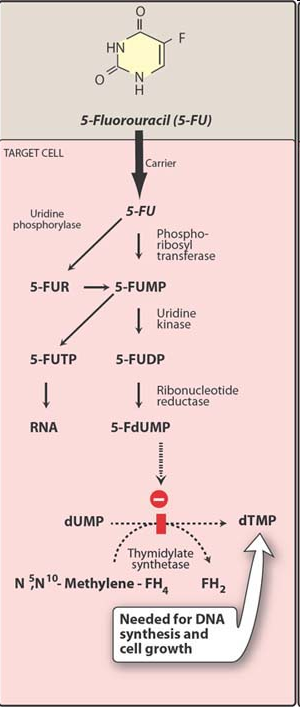 O
HN
F
O
N
H
5-Fluorouracil (5-FU)
TARGET CELL
Carrier
5-FU
Uridine
phosphorylase
Phospho-
ribosyl
transferase
5-FUR
5-FUMP
Uridine
kinase
5-FUTP
5-FUDP
Ribonucleotide
reductase
RNA
5-FdUMP
dUMP
dTMP
Thymidylate
synthetase
N ⁵,N¹⁰- Methylene - FH₄
FH₂
Needed for DNA
synthesis and
cell growth